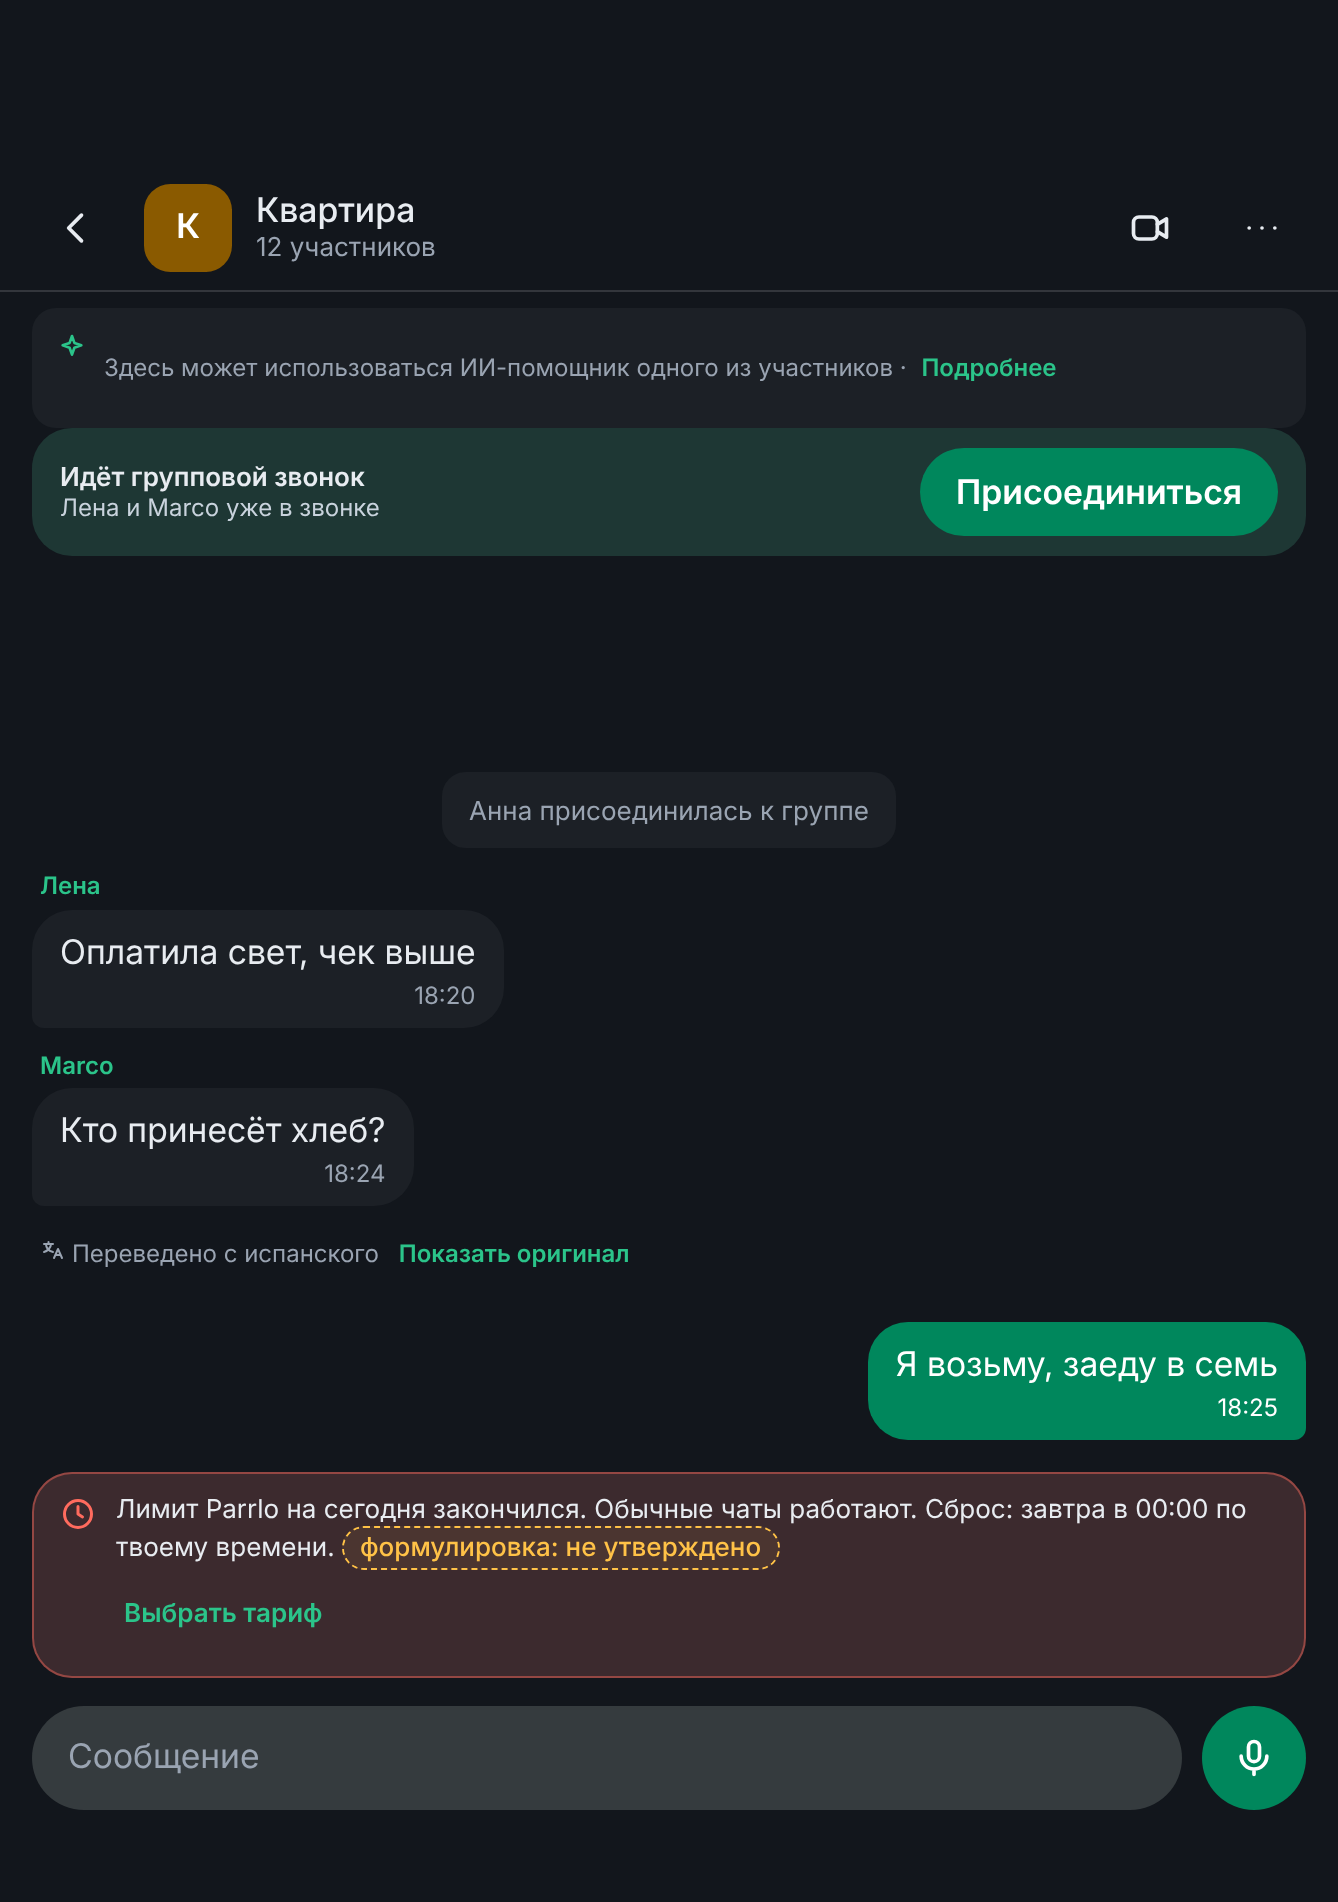 К
Квартира
12 участников
Здесь может использоваться ИИ-помощник одного из участников · Подробнее
Идёт групповой звонок
Лена и Marco уже в звонке
Присоединиться
Анна присоединилась к группе
Лена
Оплатила свет, чек выше
18:20
Marco
Кто принесёт хлеб?
18:24
Переведено с испанского Показать оригинал
Я возьму, заеду в семь
18:25
Лимит Parrlo на сегодня закончился. Обычные чаты работают. Сброс: завтра в 00:00 по
твоему времени. формулировка: не утверждено
Выбрать тариф
Сообщение